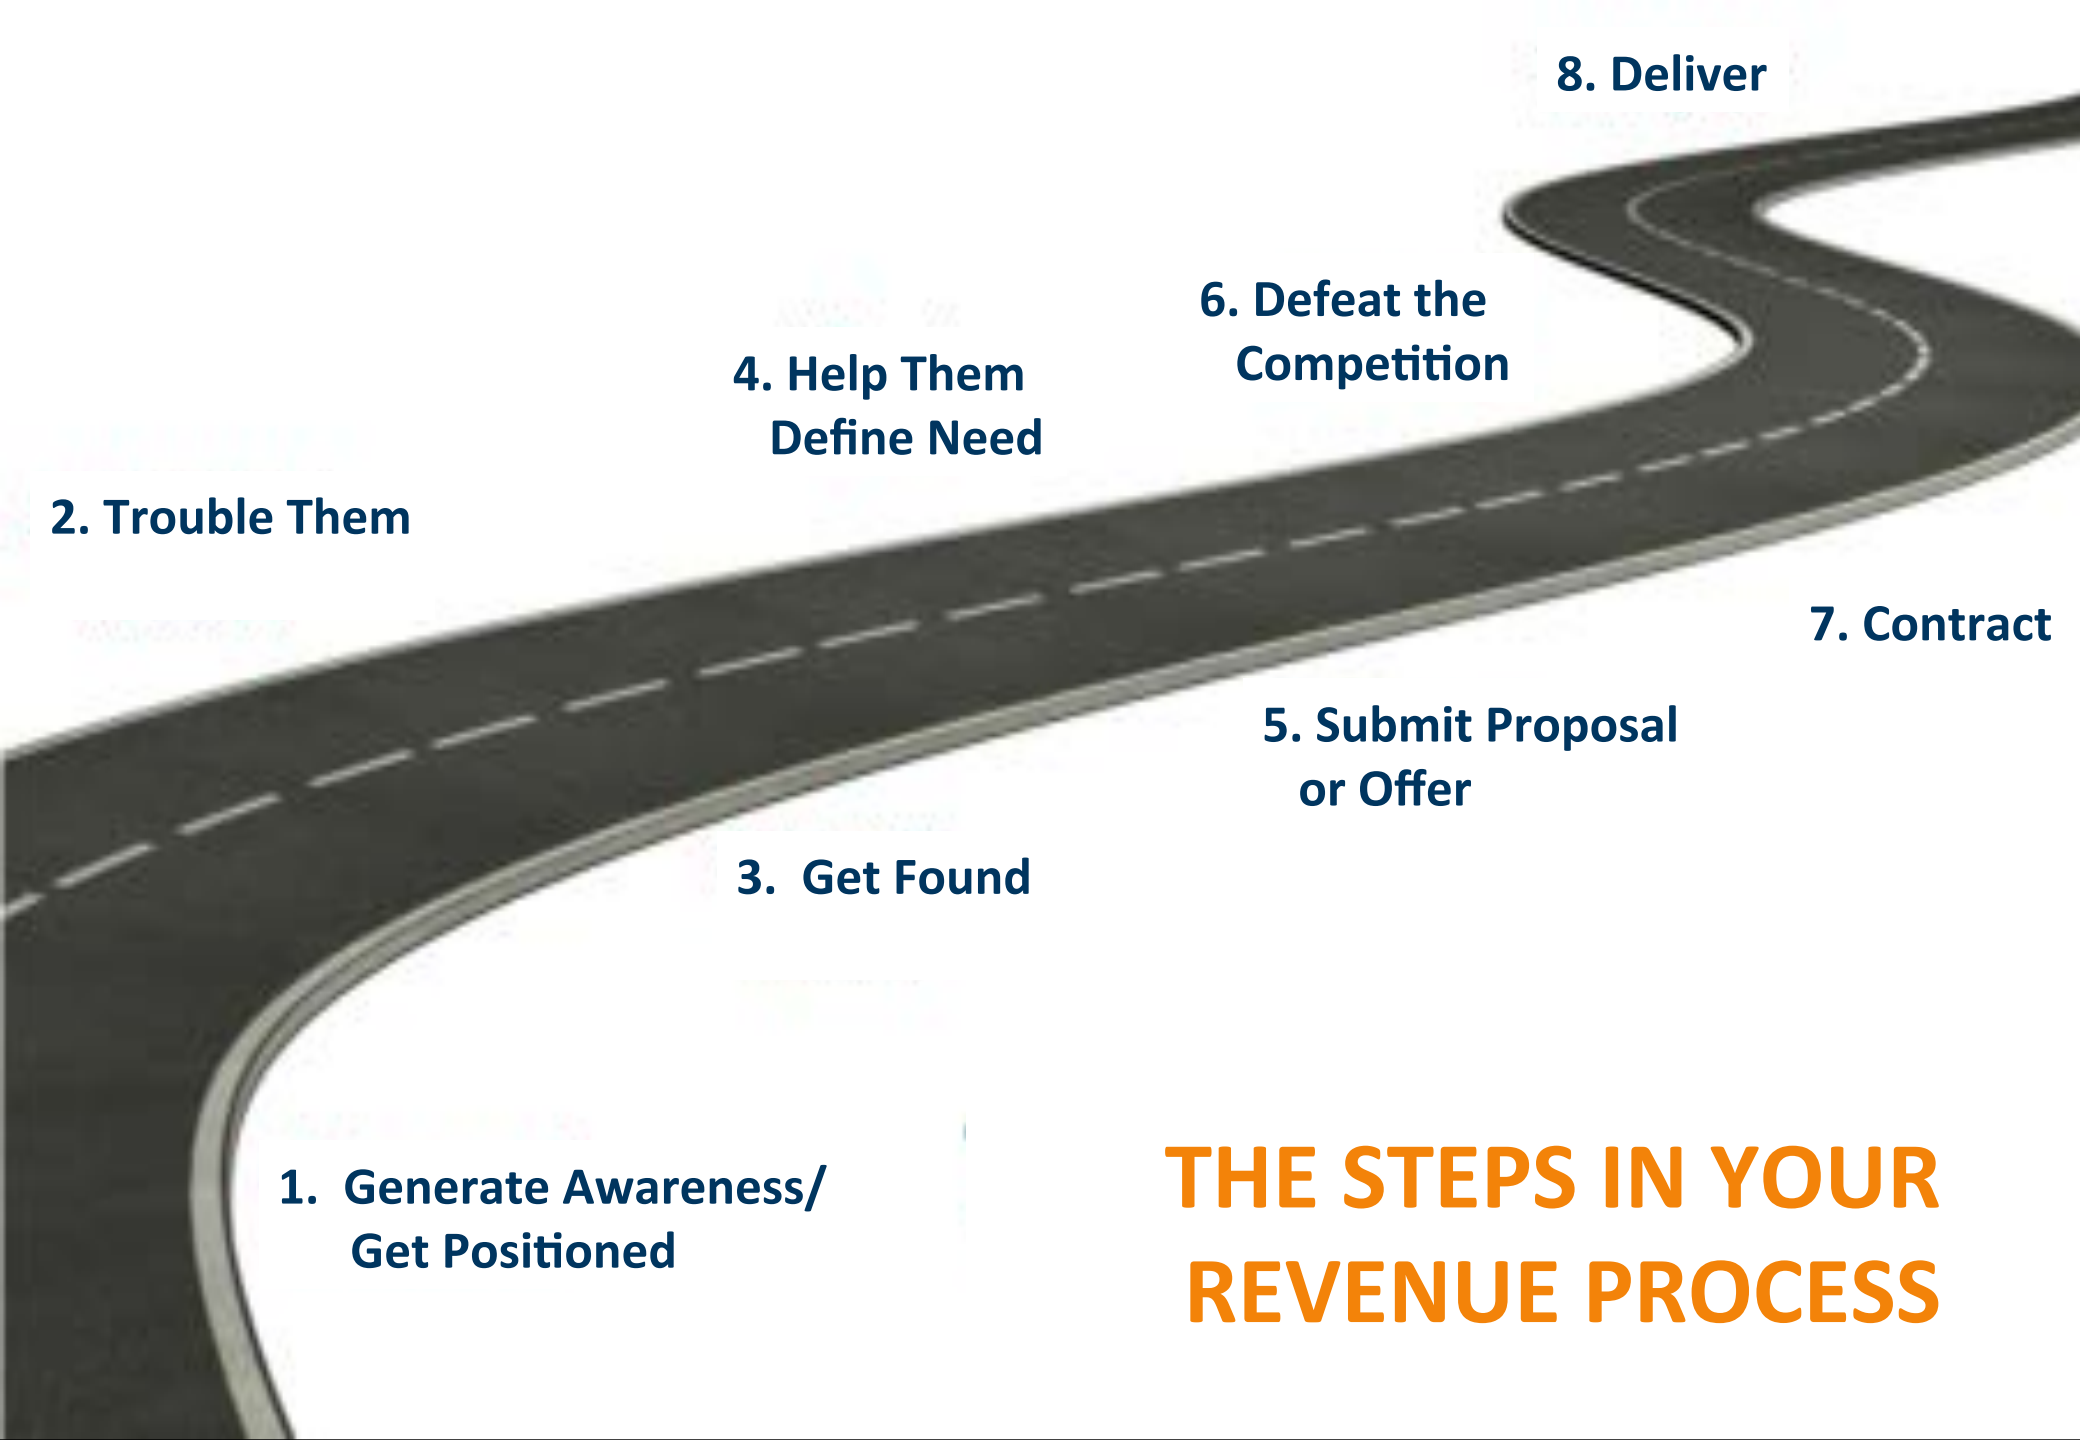 8. Deliver
6. Defeat the
Competition
4. Help Them
Define Need
2. Trouble Them
7. Contract
5. Submit Proposal
or Offer
3. Get Found
1. Generate Awareness/
Get Positioned
THE STEPS IN YOUR
REVENUE PROCESS